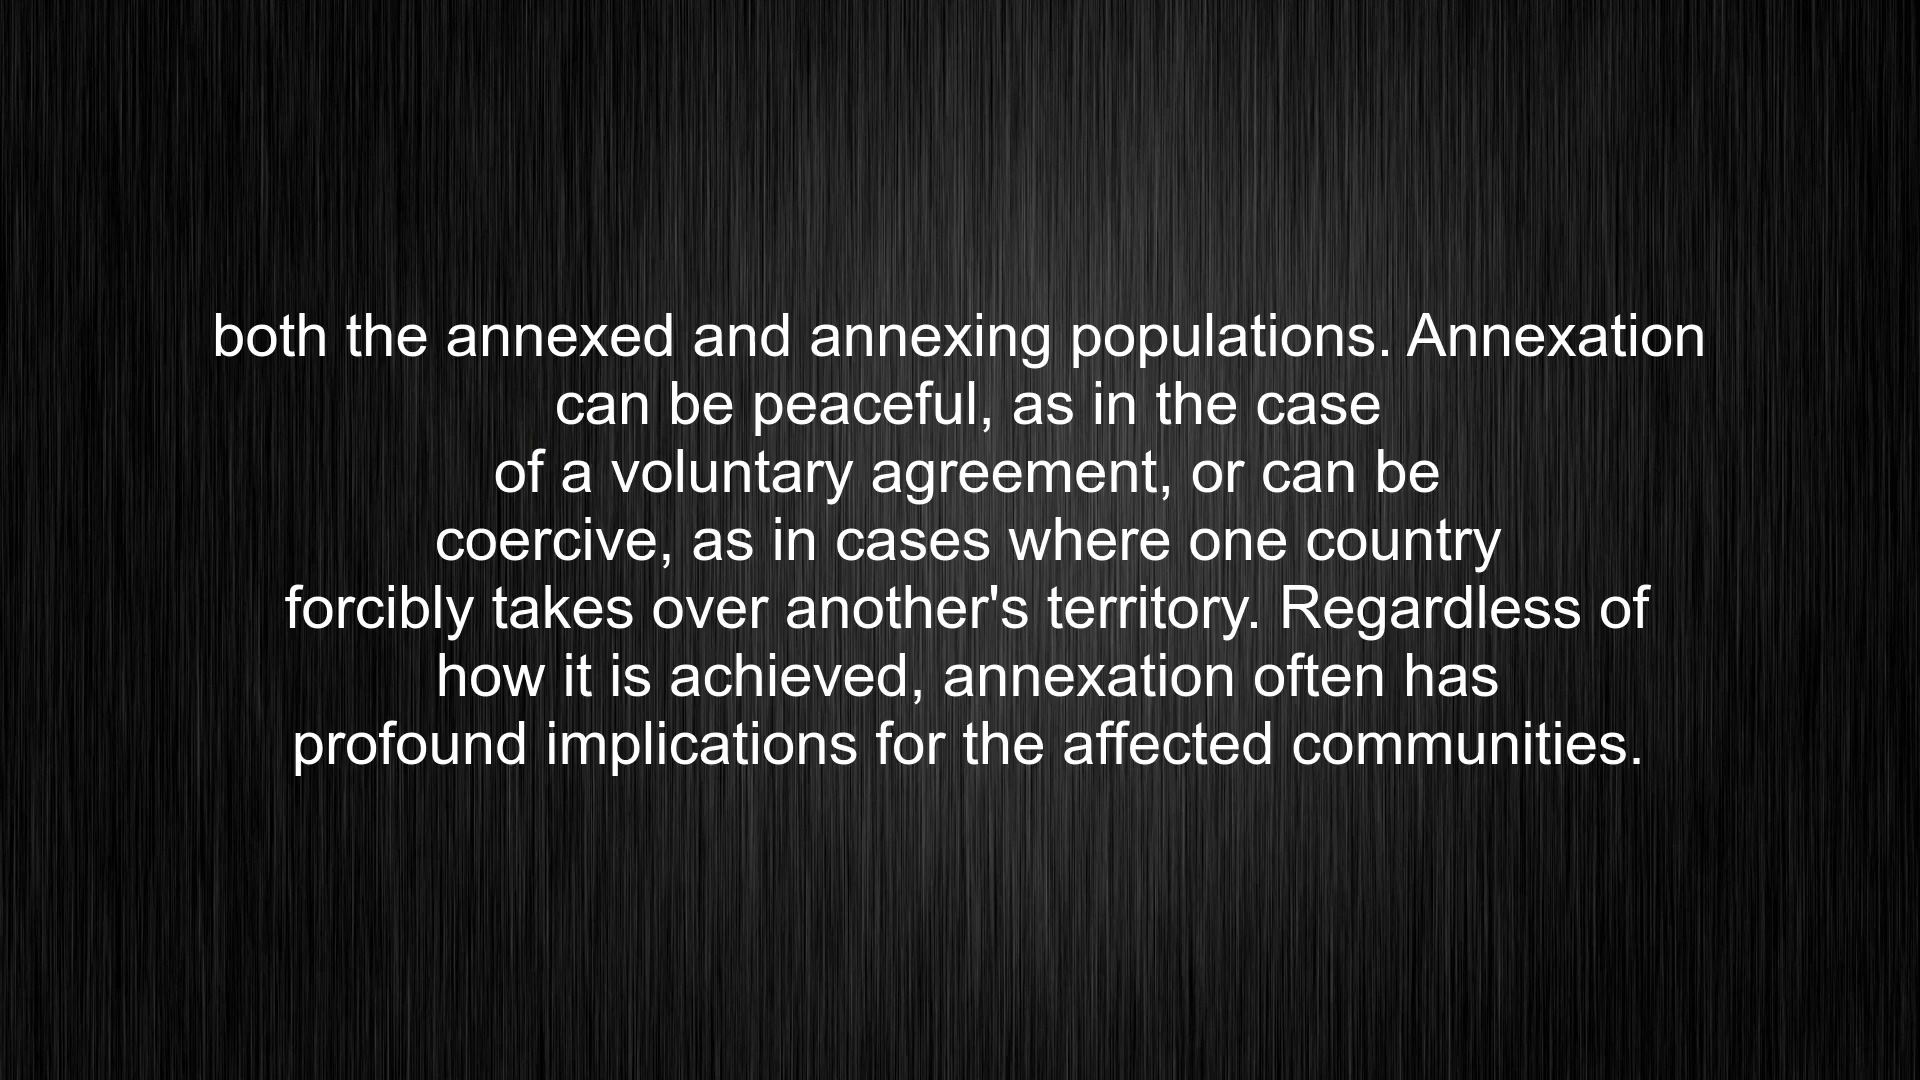 both the annexed and annexing populations. Annexation
can be peaceful, as in the case
of a voluntary agreement, or can be
coercive, as in cases where one country
forcibly takes over another's territory. Regardless of
how it is achieved, annexation often has
profound implications for the affected communities.